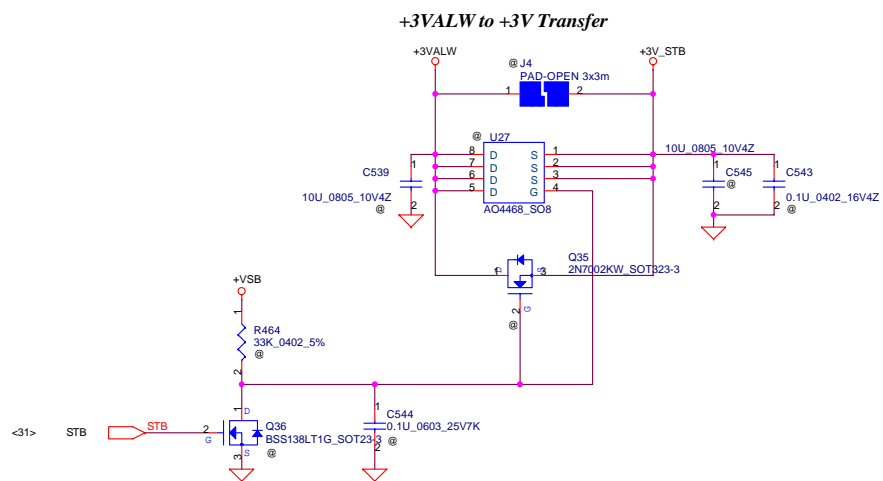 +3VALW to +3V Transfer
+3VALW
+3V_STB
@ J4
PAD-OPEN 3x3m
1 2
@ U27
8 D S 1
7 D S 2
6 D S 3
5 D G 4
AO4468_SO8
C539
1
10U_0805_10V4Z
2
@
10U_0805_10V4Z
1
C545
@
2
1
C543
0.1U_0402_16V4Z
2
@
Q35
2N7002KW_SOT323-3
1 D S 3
2 G
@
+VSB
1
R464
33K_0402_5%
@
2
1 D
Q36
BSS138LT1G_SOT23-3
@
2
G
3 S
1
C544
0.1U_0603_25V7K
@
2
<31> STB STB